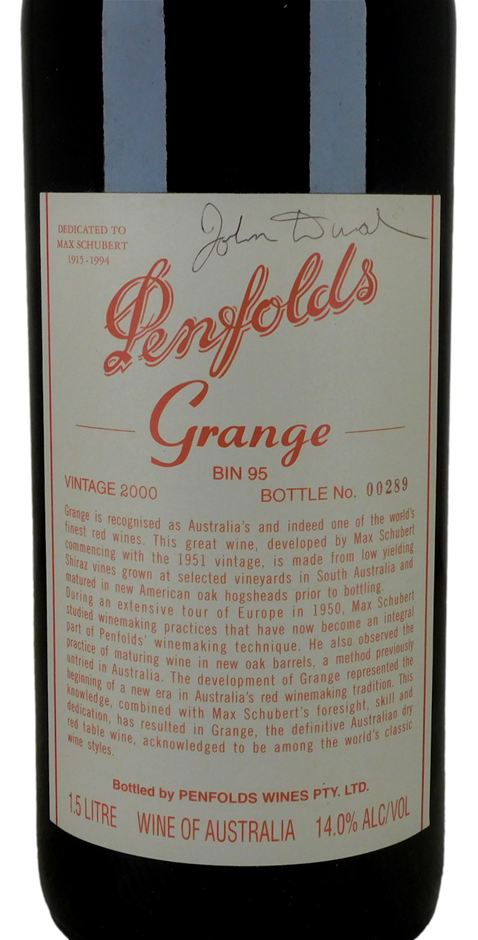 John Duval
DEDICATED TO
MAX SCHUBERT
1915 - 1994
Penfolds
Grange
BIN 95
VINTAGE 2000
BOTTLE No. 00289
Grange is recognised as Australia's and indeed one of the world's
finest red wines. This great wine, developed by Max Schubert
commencing with the 1951 vintage, is made from low yielding
Shiraz vines grown at selected vineyards in South Australia and
matured in new American oak hogsheads prior to bottling.
During an extensive tour of Europe in 1950, Max Schubert
studied winemaking practices that have now become an integral
part of Penfolds' winemaking technique. He also observed the
practice of maturing wine in new oak barrels, a method previously
untried in Australia. The development of Grange represented the
beginning of a new era in Australia's red winemaking tradition. This
knowledge, combined with Max Schubert's foresight, skill and
dedication, has resulted in Grange, the definitive Australian dry
red table wine, acknowledged to be among the world's classic
wine styles.
Bottled by PENFOLDS WINES PTY. LTD.
1.5 LITRE WINE OF AUSTRALIA 14.0% ALC/VOL